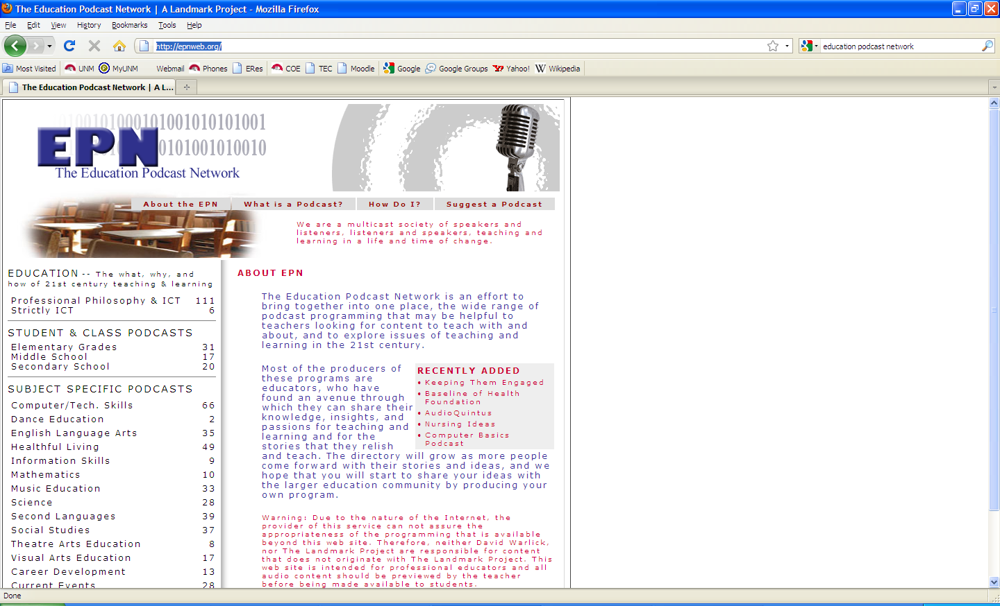 The Education Podcast Network | A Landmark Project - Mozilla Firefox
File Edit View History Bookmarks Tools Help
http://epnweb.org/
education podcast network
Most Visited UNM MyUNM Webmail Phones ERes COE TEC Moodle Google Google Groups Yahoo! Wikipedia
The Education Podcast Network | A L...
EPN
The Education Podcast Network
About the EPN What is a Podcast? How Do I? Suggest a Podcast
We are a multicast society of speakers and
listeners, listeners and speakers, teaching and
learning in a life and time of change.
EDUCATION -- The what, why, and
how of 21st century teaching & learning
Professional Philosophy & ICT 111
Strictly ICT 6
STUDENT & CLASS PODCASTS
Elementary Grades 31
Middle School 17
Secondary School 20
SUBJECT SPECIFIC PODCASTS
Computer/Tech. Skills 66
Dance Education 2
English Language Arts 35
Healthful Living 49
Information Skills 9
Mathematics 10
Music Education 33
Science 28
Second Languages 39
Social Studies 37
Theatre Arts Education 8
Visual Arts Education 17
Career Development 13
Current Events 28
ABOUT EPN
The Education Podcast Network is an effort to
bring together into one place, the wide range of
podcast programming that may be helpful to
teachers looking for content to teach with and
about, and to explore issues of teaching and
learning in the 21st century.
Most of the producers of
these programs are
educators, who have
found an avenue through
which they can share their
knowledge, insights, and
passions for teaching and
learning and for the
stories that they relish
and teach. The directory will grow as more people
come forward with their stories and ideas, and we
hope that you will start to share your ideas with
the larger education community by producing your
own program.
RECENTLY ADDED
• Keeping Them Engaged
• Baseline of Health
Foundation
• AudioQuintus
• Nursing Ideas
• Computer Basics
Podcast
Warning: Due to the nature of the Internet, the
provider of this service can not assure the
appropriateness of the programming that is available
beyond this web site. Therefore, neither David Warlick,
nor The Landmark Project are responsible for content
that does not originate with The Landmark Project. This
web site is intended for professional educators and all
audio content should be previewed by the teacher
before being made available to students.
Done